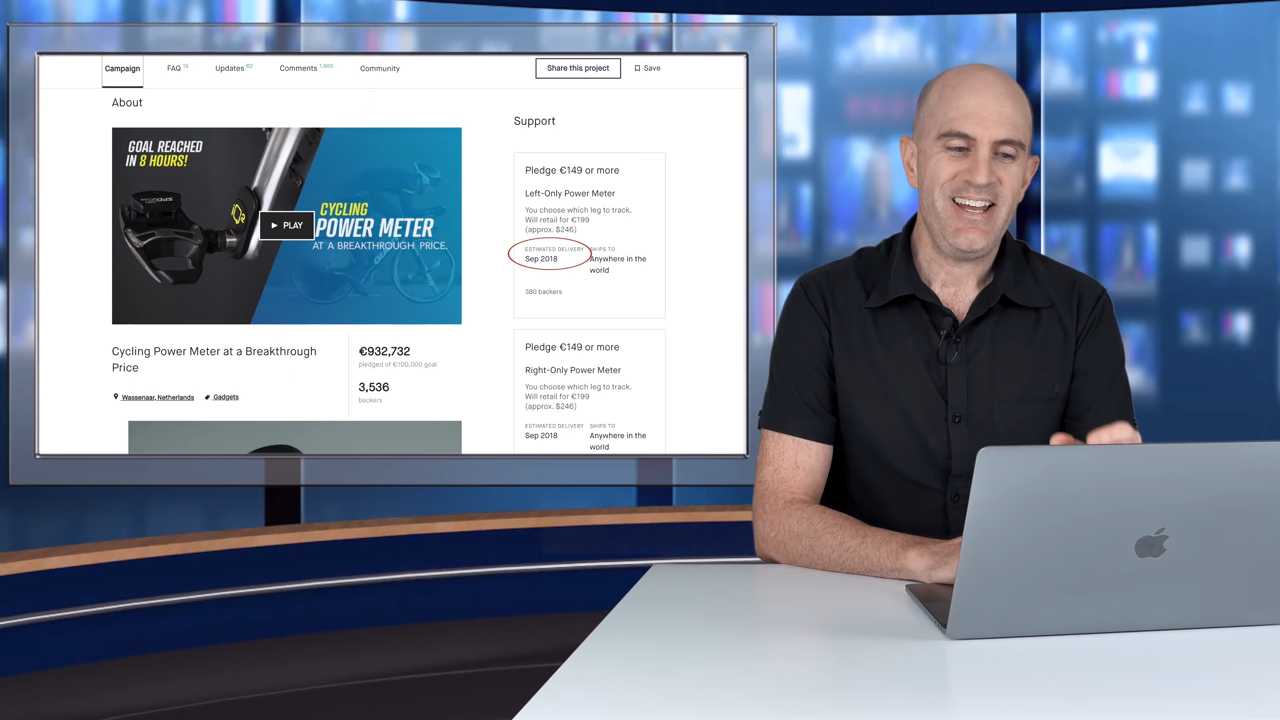 Campaign
FAQ 15
Updates 62
Comments 1,955
Community
Share this project
Save
About
GOAL REACHED
IN 8 HOURS!
CYCLING
POWER METER
AT A BREAKTHROUGH PRICE.
PLAY
Cycling Power Meter at a Breakthrough
Price
Wassenaar, Netherlands
Gadgets
€932,732
pledged of €100,000 goal
3,536
backers
Support
Pledge €149 or more
Left-Only Power Meter
You choose which leg to track.
Will retail for €199
(approx. $246)
ESTIMATED DELIVERY
Sep 2018
SHIPS TO
Anywhere in the
world
380 backers
Pledge €149 or more
Right-Only Power Meter
You choose which leg to track.
Will retail for €199
(approx. $246)
ESTIMATED DELIVERY
Sep 2018
SHIPS TO
Anywhere in the
world